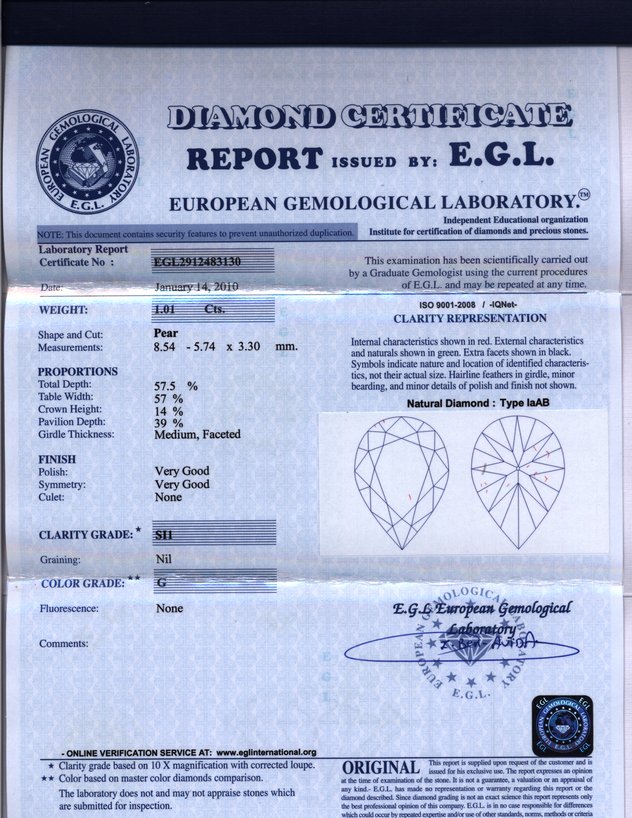 DIAMOND CERTIFICATE
REPORT ISSUED BY: E.G.L.
EUROPEAN GEMOLOGICAL LABORATORY.™
EUROPEAN GEMOLOGICAL LABORATORY
E.G.L.
Independent Educational organization
Institute for certification of diamonds and precious stones.
NOTE: This document contains security features to prevent unauthorized duplication.
Laboratory Report
Certificate No : EGL2912483130
Date: January 14, 2010
WEIGHT: 1.01 Cts.
Shape and Cut: Pear
Measurements: 8.54 - 5.74 x 3.30 mm.
PROPORTIONS
Total Depth: 57.5 %
Table Width: 57 %
Crown Height: 14 %
Pavilion Depth: 39 %
Girdle Thickness: Medium, Faceted
FINISH
Polish: Very Good
Symmetry: Very Good
Culet: None
CLARITY GRADE: ★ SI1
Graining: Nil
COLOR GRADE: ★★ G
Fluorescence: None
Comments:
This examination has been scientifically carried out
by a Graduate Gemologist using the current procedures
of E.G.L. and may be repeated at any time.
ISO 9001-2008 / -IQNet-
CLARITY REPRESENTATION
Internal characteristics shown in red. External characteristics
and naturals shown in green. Extra facets shown in black.
Symbols indicate nature and location of identified characteris-
tics, not their actual size. Hairline feathers in girdle, minor
bearding, and minor details of polish and finish not shown.
Natural Diamond : Type IaAB
E.G.L European Gemological
Laboratory
EUROPEAN GEMOLOGICAL LABORATORY
E.G.L.
EGL EGL
EUROPEAN GEMOLOGICAL LABORATORY
E.G.L.
EGL EGL
- ONLINE VERIFICATION SERVICE AT: www.eglinternational.org
★ Clarity grade based on 10 X magnification with corrected loupe.
★★ Color based on master color diamonds comparison.
The laboratory does not and may not appraise stones which
are submitted for inspection.
ORIGINAL This report is supplied upon request of the customer and is
issued for his exclusive use. The report expresses an opinion
at the time of examination of the stone. It is not a guarantee, a valuation or an appraisal of
any kind.- E.G.L. has made no representation or warranty regarding this report or the
diamond described. Since diamond grading is not an exact science this report represents only
the best professional opinion of this company. E.G.L. is in no case responsible for differences
which could occur by repeated expertise and/or use of other standards, norms, methods or criteria